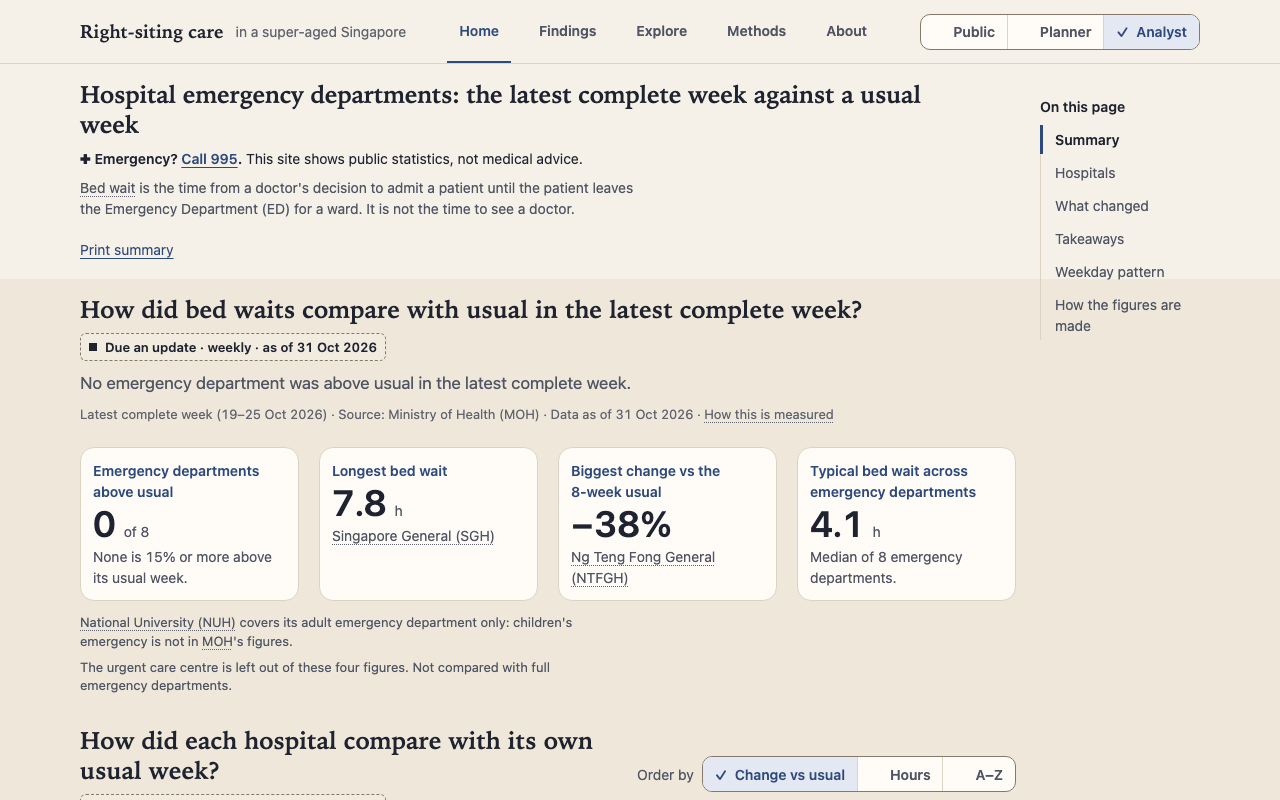 Right-siting care in a super-aged Singapore Home Findings Explore Methods About Public Planner ✓ Analyst
Hospital emergency departments: the latest complete week against a usual
week
✚ Emergency? Call 995. This site shows public statistics, not medical advice.
Bed wait is the time from a doctor's decision to admit a patient until the patient leaves
the Emergency Department (ED) for a ward. It is not the time to see a doctor.
Print summary
On this page
Summary
Hospitals
What changed
Takeaways
Weekday pattern
How the figures are
made
How did bed waits compare with usual in the latest complete week?
■ Due an update · weekly · as of 31 Oct 2026
No emergency department was above usual in the latest complete week.
Latest complete week (19–25 Oct 2026) · Source: Ministry of Health (MOH) · Data as of 31 Oct 2026 · How this is measured
Emergency departments
above usual
0 of 8
None is 15% or more above
its usual week.
Longest bed wait
7.8 h
Singapore General (SGH)
Biggest change vs the
8-week usual
−38%
Ng Teng Fong General
(NTFGH)
Typical bed wait across
emergency departments
4.1 h
Median of 8 emergency
departments.
National University (NUH) covers its adult emergency department only: children's
emergency is not in MOH's figures.
The urgent care centre is left out of these four figures. Not compared with full
emergency departments.
How did each hospital compare with its own
usual week?
Order by ✓ Change vs usual Hours A–Z